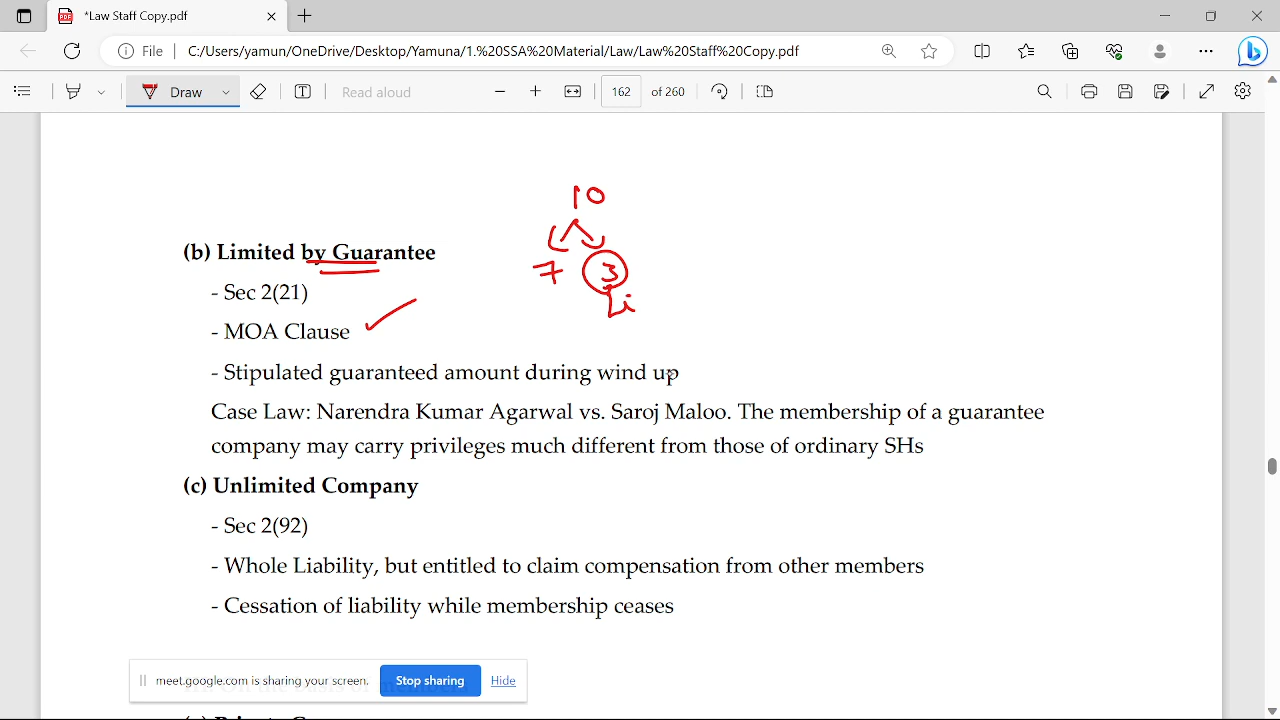 *Law Staff Copy.pdf
File C:/Users/yamun/OneDrive/Desktop/Yamuna/1.%20SSA%20Material/Law/Law%20Staff%20Copy.pdf
Draw Read aloud 162 of 260
10
7 3
Li
(b) Limited by Guarantee
- Sec 2(21)
- MOA Clause
- Stipulated guaranteed amount during wind up
Case Law: Narendra Kumar Agarwal vs. Saroj Maloo. The membership of a guarantee
company may carry privileges much different from those of ordinary SHs
(c) Unlimited Company
- Sec 2(92)
- Whole Liability, but entitled to claim compensation from other members
- Cessation of liability while membership ceases
meet.google.com is sharing your screen. Stop sharing Hide